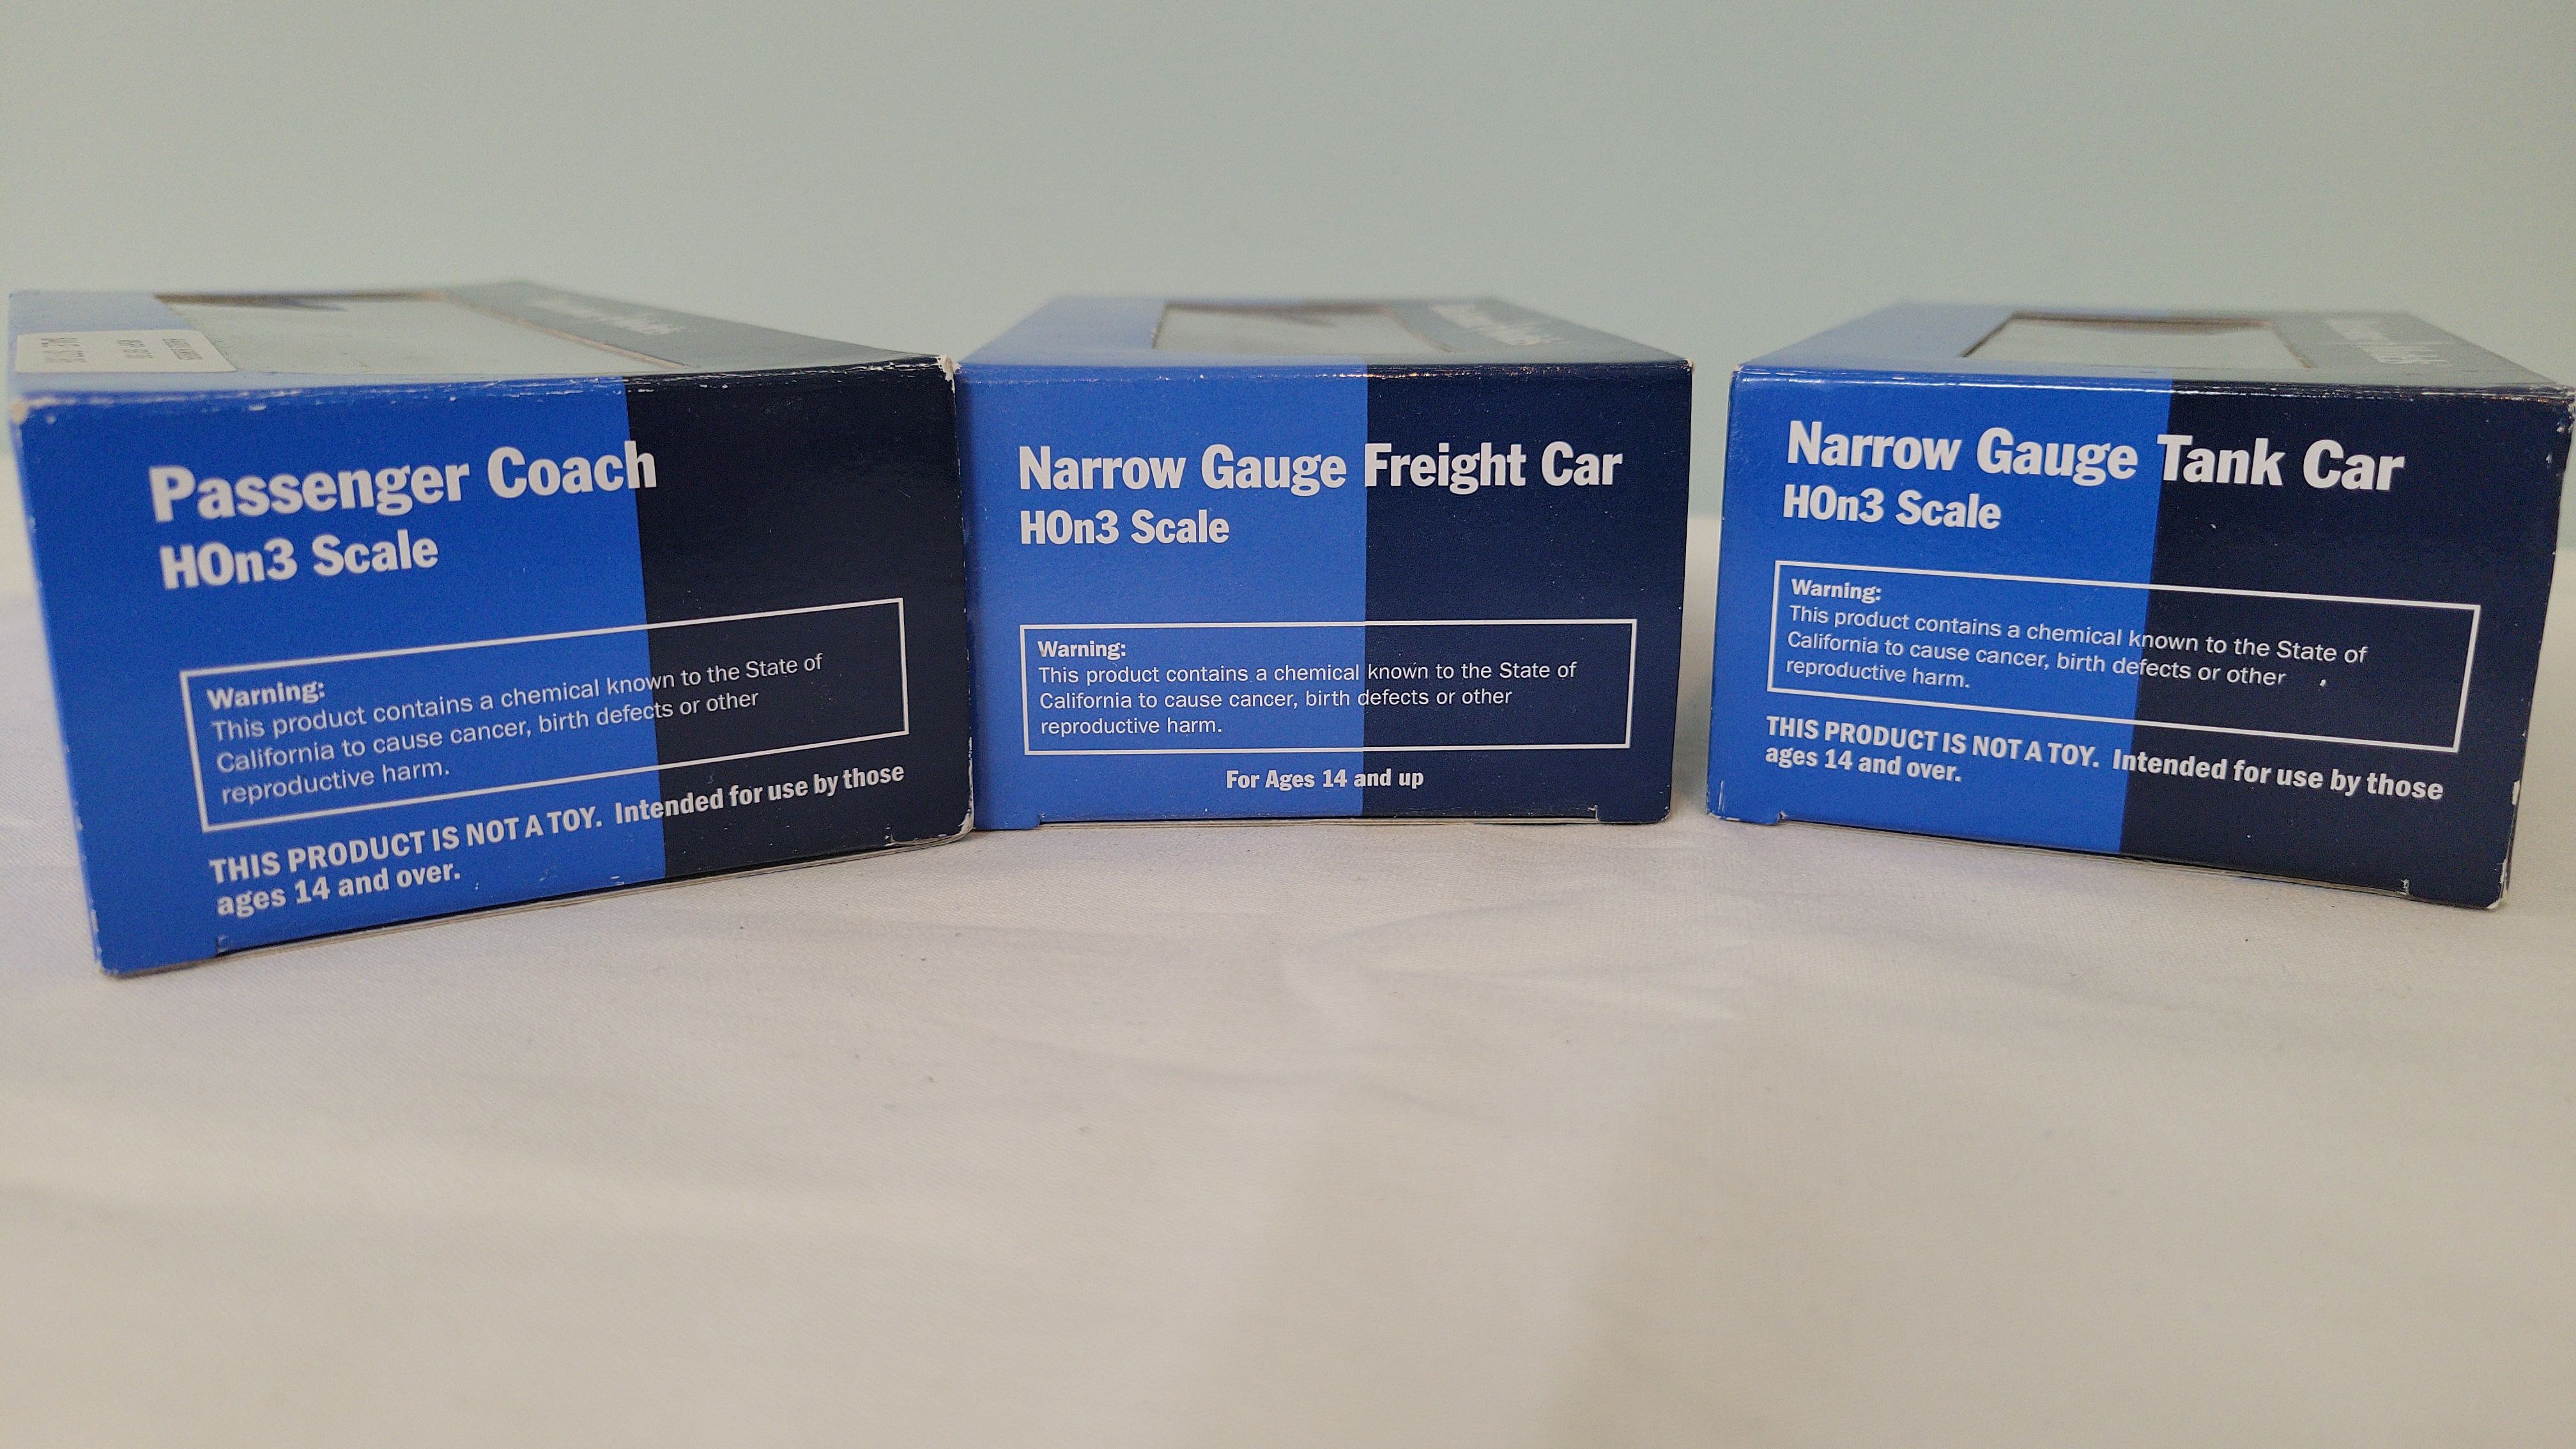 Passenger Coach
HOn3 Scale
Warning:
This product contains a chemical known to the State of
California to cause cancer, birth defects or other
reproductive harm.
THIS PRODUCT IS NOT A TOY. Intended for use by those
ages 14 and over.
Narrow Gauge Freight Car
HOn3 Scale
Warning:
This product contains a chemical known to the State of
California to cause cancer, birth defects or other
reproductive harm.
For Ages 14 and up
Narrow Gauge Tank Car
HOn3 Scale
Warning:
This product contains a chemical known to the State of
California to cause cancer, birth defects or other
reproductive harm.
THIS PRODUCT IS NOT A TOY. Intended for use by those
ages 14 and over.